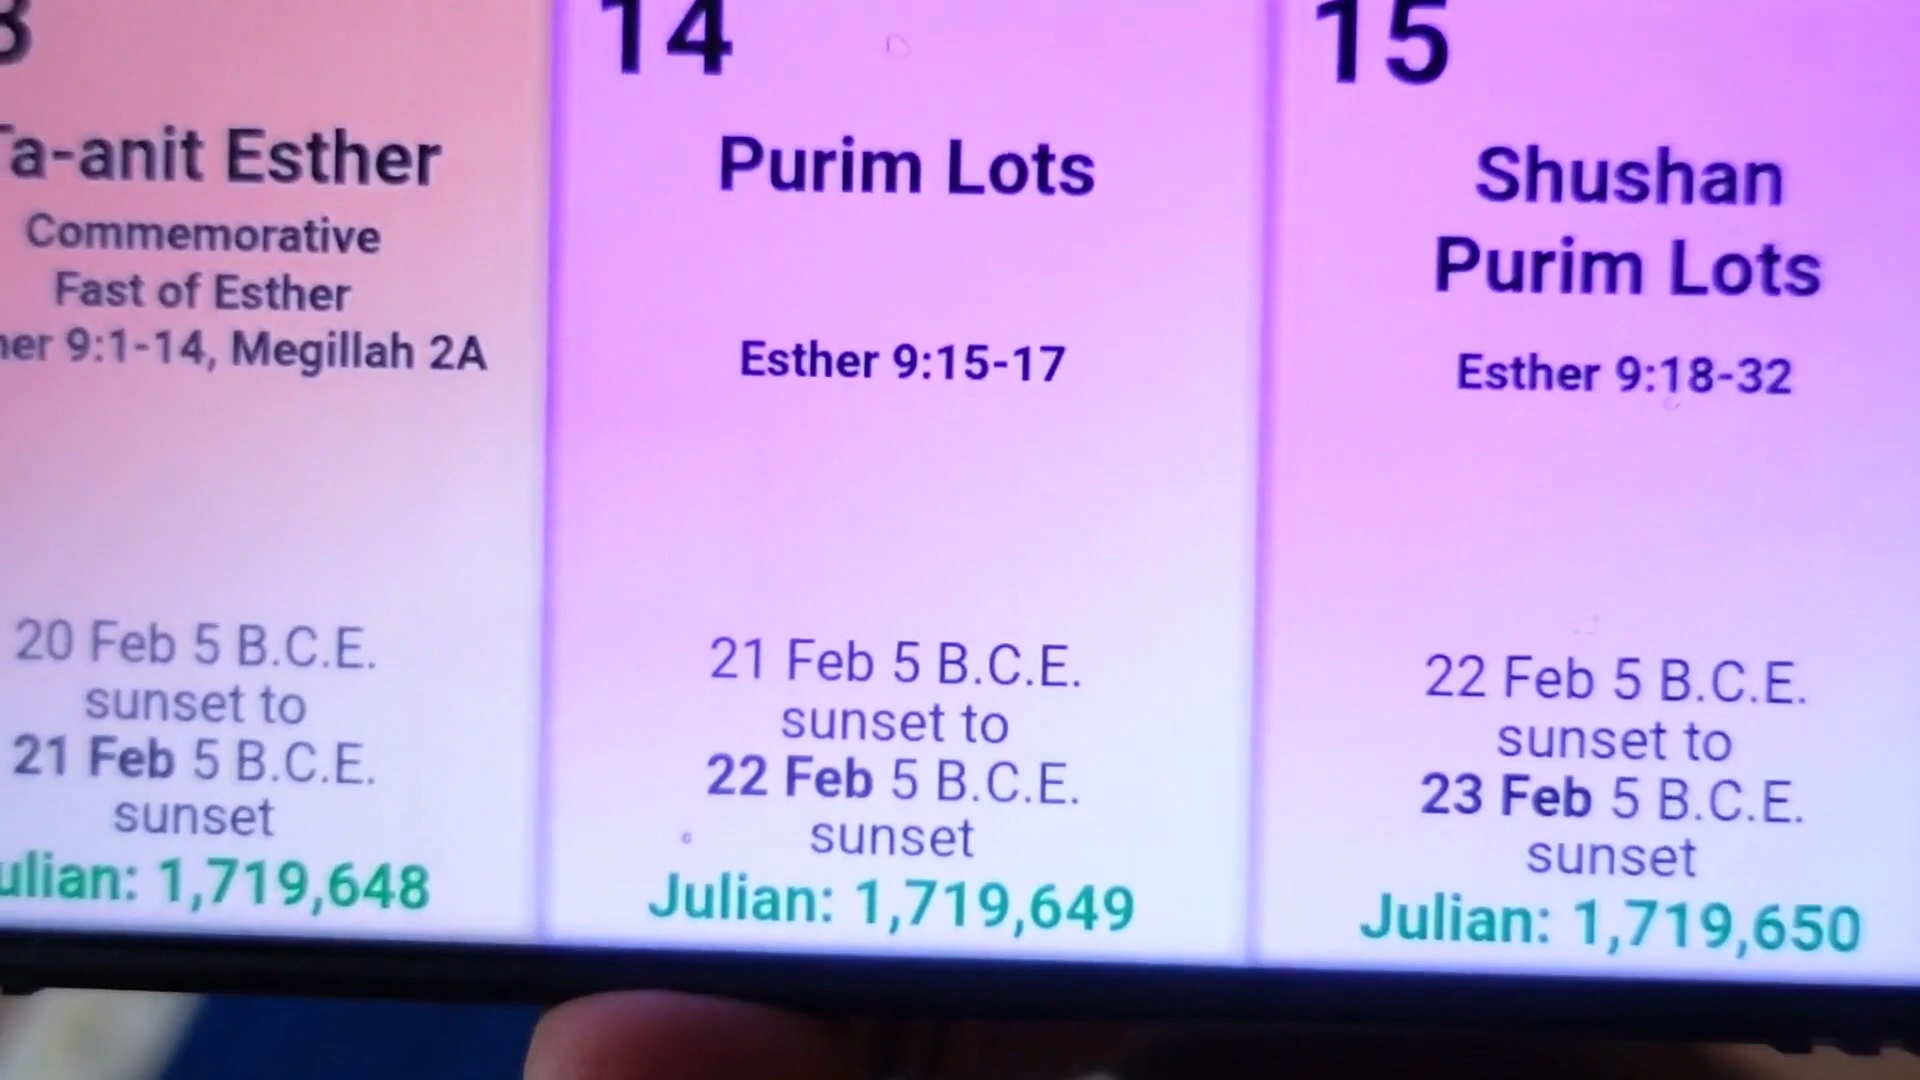 14
15
Ta-anit Esther
Commemorative
Fast of Esther
9:1-14, Megillah 2A
20 Feb 5 B.C.E.
sunset to
21 Feb 5 B.C.E.
sunset
Julian: 1,719,648
Purim Lots
Esther 9:15-17
21 Feb 5 B.C.E.
sunset to
22 Feb 5 B.C.E.
sunset
Julian: 1,719,649
Shushan
Purim Lots
Esther 9:18-32
22 Feb 5 B.C.E.
sunset to
23 Feb 5 B.C.E.
sunset
Julian: 1,719,650